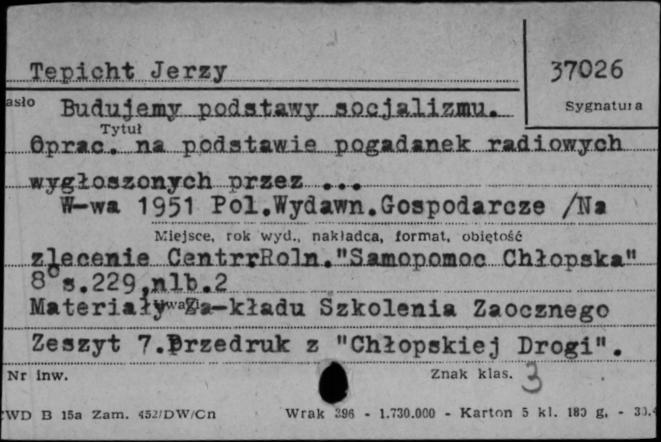 Tepicht Jerzy
37026
asło Budujemy podstawy socjalizmu.
Sygnatura
Tytuł
Oprac. na podstawie pogadanek radiowych
wygłoszonych przez ...
W-wa 1951 Pol.Wydawn.Gospodarcze /Na
Miejsce, rok wyd., nakładca, format, objętość
zlecenie CentrrRoln."Samopomoc Chłopska"
8° s.229,nlb.2
Materiały Za-kładu Szkolenia Zaocznego
Zeszyt 7.Przedruk z "Chłopskiej Drogi".
Nr inw.
Znak klas. 3
CWD B 15a Zam. 452/DW/Cn Wrak 396 - 1.730.000 - Karton 5 kl. 180 g, -